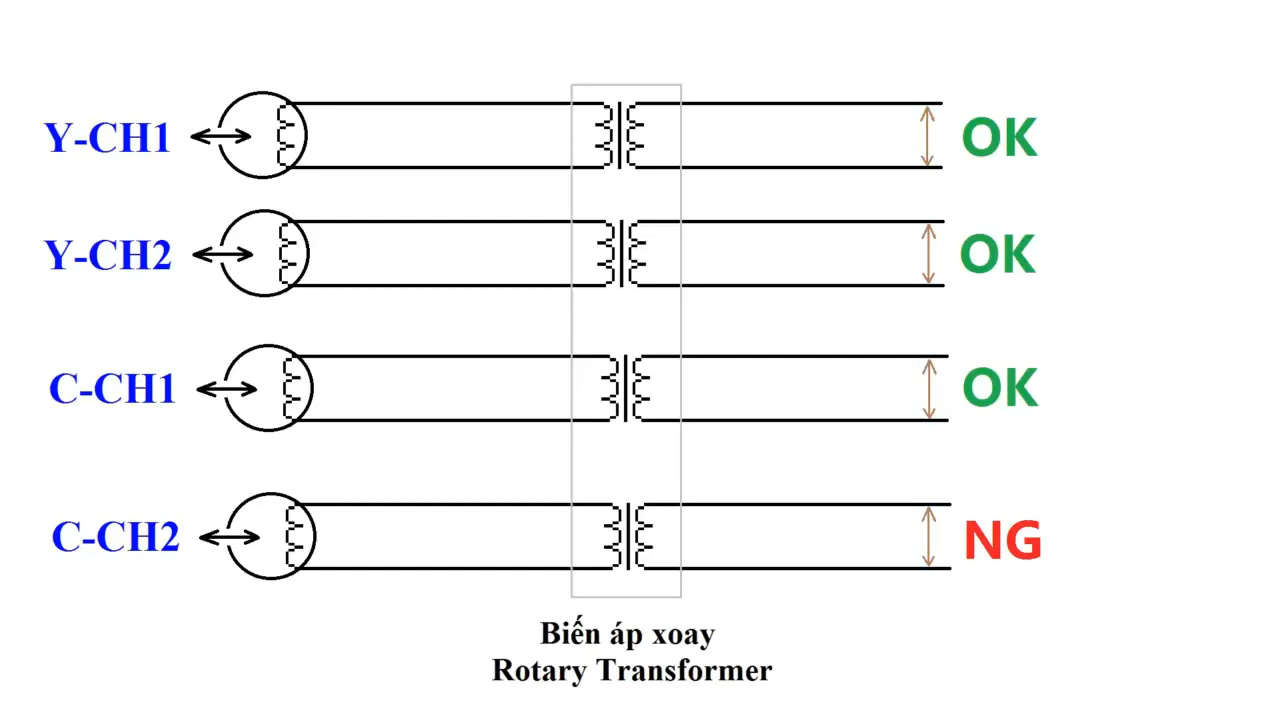 Y-CH1 OK
Y-CH2 OK
C-CH1 OK
C-CH2 NG
Biến áp xoay
Rotary Transformer